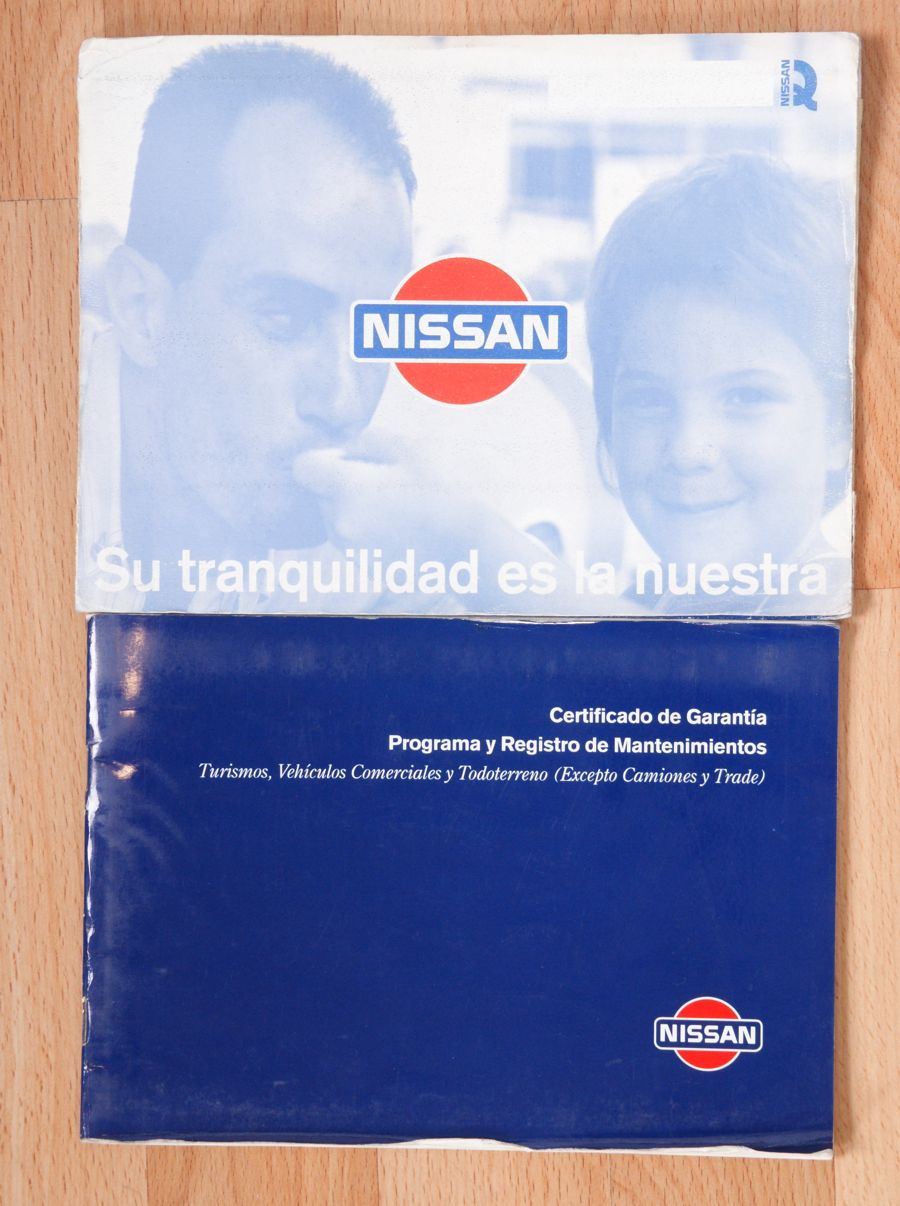 NISSAN
NISSAN
Su tranquilidad es la nuestra
Certificado de Garantía
Programa y Registro de Mantenimientos
Turismos, Vehículos Comerciales y Todoterreno (Excepto Camiones y Trade)
NISSAN